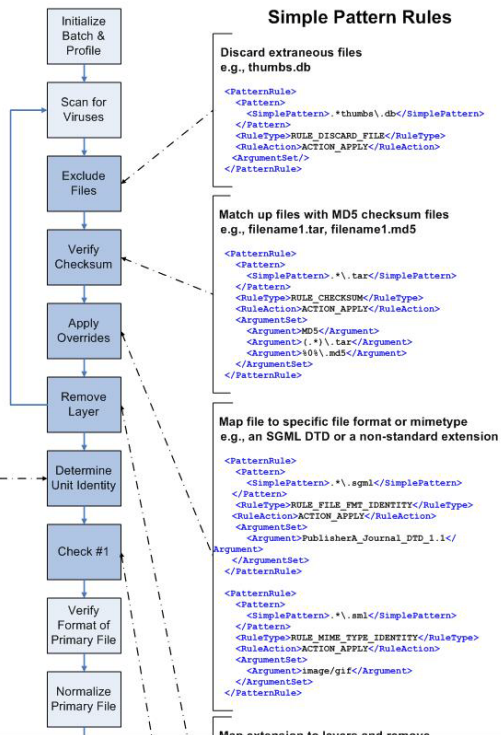 Simple Pattern Rules
Initialize
Batch &
Profile
Scan for
Viruses
Exclude
Files
Verify
Checksum
Apply
Overrides
Remove
Layer
Determine
Unit Identity
Check #1
Verify
Format of
Primary File
Normalize
Primary File
Discard extraneous files
e.g., thumbs.db
<PatternRule>
<Pattern>
<SimplePattern>.*thumbs\.db</SimplePattern>
</Pattern>
<RuleType>RULE_DISCARD_FILE</RuleType>
<RuleAction>ACTION_APPLY</RuleAction>
<ArgumentSet/>
</PatternRule>
Match up files with MD5 checksum files
e.g., filename1.tar, filename1.md5
<PatternRule>
<Pattern>
<SimplePattern>.*\.tar</SimplePattern>
</Pattern>
<RuleType>RULE_CHECKSUM</RuleType>
<RuleAction>ACTION_APPLY</RuleAction>
<ArgumentSet>
<Argument>MD5</Argument>
<Argument>(.*)\.tar</Argument>
<Argument>%0%\.md5</Argument>
</ArgumentSet>
</PatternRule>
Map file to specific file format or mimetype
e.g., an SGML DTD or a non-standard extension
<PatternRule>
<Pattern>
<SimplePattern>.*\.sgml</SimplePattern>
</Pattern>
<RuleType>RULE_FILE_FMT_IDENTITY</RuleType>
<RuleAction>ACTION_APPLY</RuleAction>
<ArgumentSet>
<Argument>PublisherA_Journal_DTD_1.1</
Argument>
</ArgumentSet>
</PatternRule>
<PatternRule>
<Pattern>
<SimplePattern>.*\.sml</SimplePattern>
</Pattern>
<RuleType>RULE_MIME_TYPE_IDENTITY</RuleType>
<RuleAction>ACTION_APPLY</RuleAction>
<ArgumentSet>
<Argument>image/gif</Argument>
</ArgumentSet>
</PatternRule>
Map extension to layers and remove